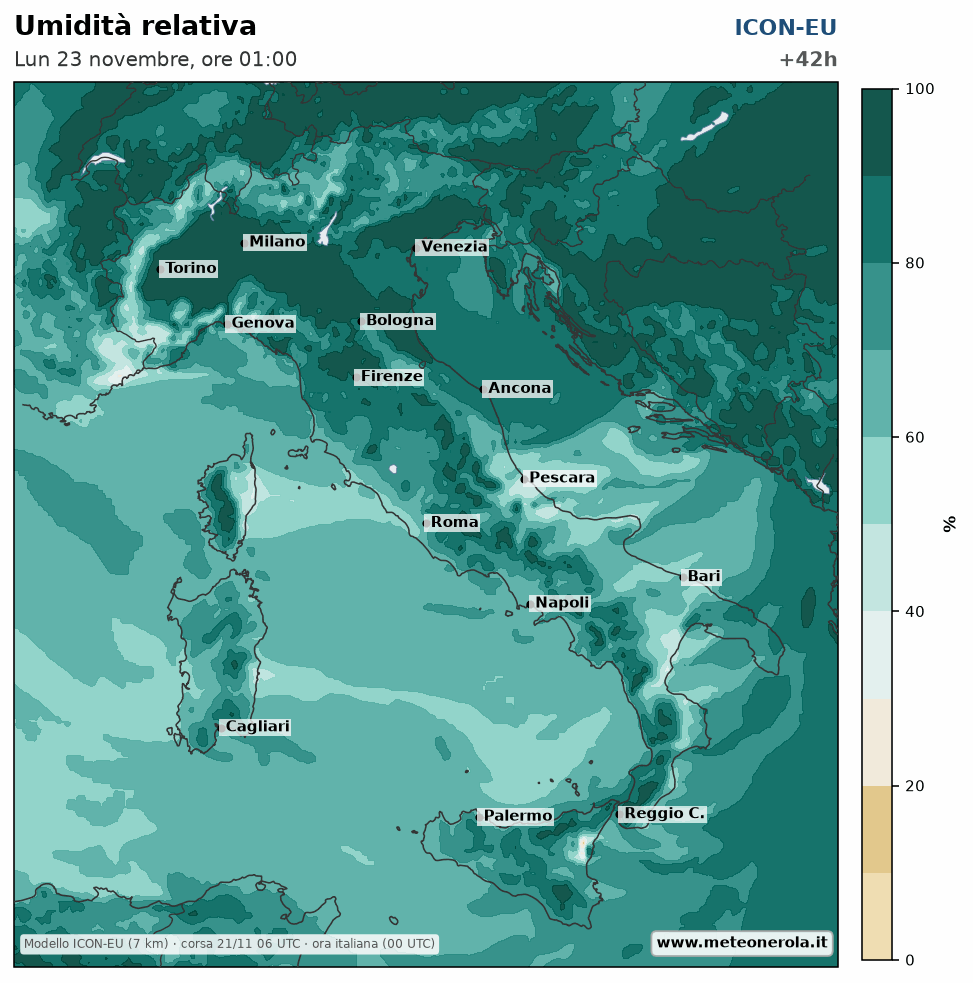 Umidità relativa
ICON-EU
Lun 23 novembre, ore 01:00
+42h
100
80
60
40
20
0
%
Milano
Venezia
Torino
Genova
Bologna
Firenze
Ancona
Pescara
Roma
Bari
Napoli
Cagliari
Palermo
Reggio C.
Modello ICON-EU (7 km) · corsa 21/11 06 UTC · ora italiana (00 UTC)
www.meteonerola.it